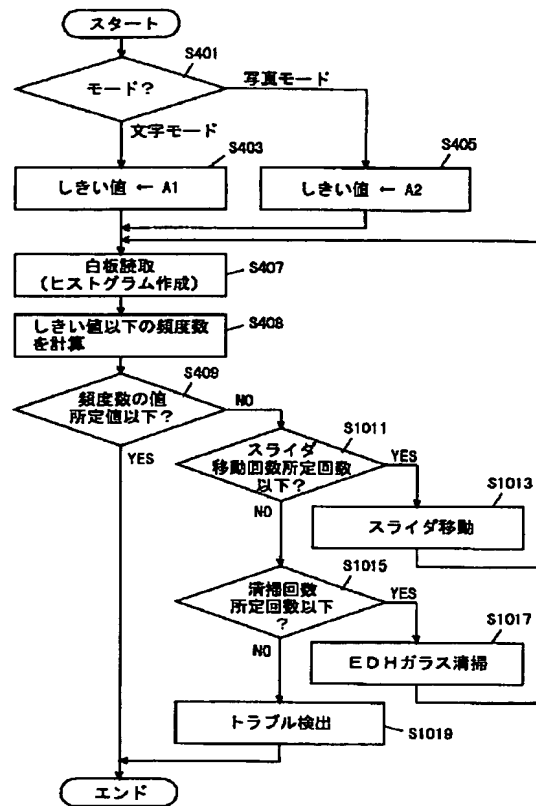 スタート
S401
モード?
写真モード
文字モード
S403
しきい値 ← A1
S405
しきい値 ← A2
白板読取
(ヒストグラム作成)
S407
しきい値以下の頻度数
を計算
S408
S409
頻度数の値
所定値以下?
NO
YES
S1011
スライダ
移動回数所定回数
以下?
YES
NO
S1013
スライダ移動
S1015
清掃回数
所定回数以下
?
YES
NO
S1017
EDHガラス清掃
トラブル検出
S1019
エンド